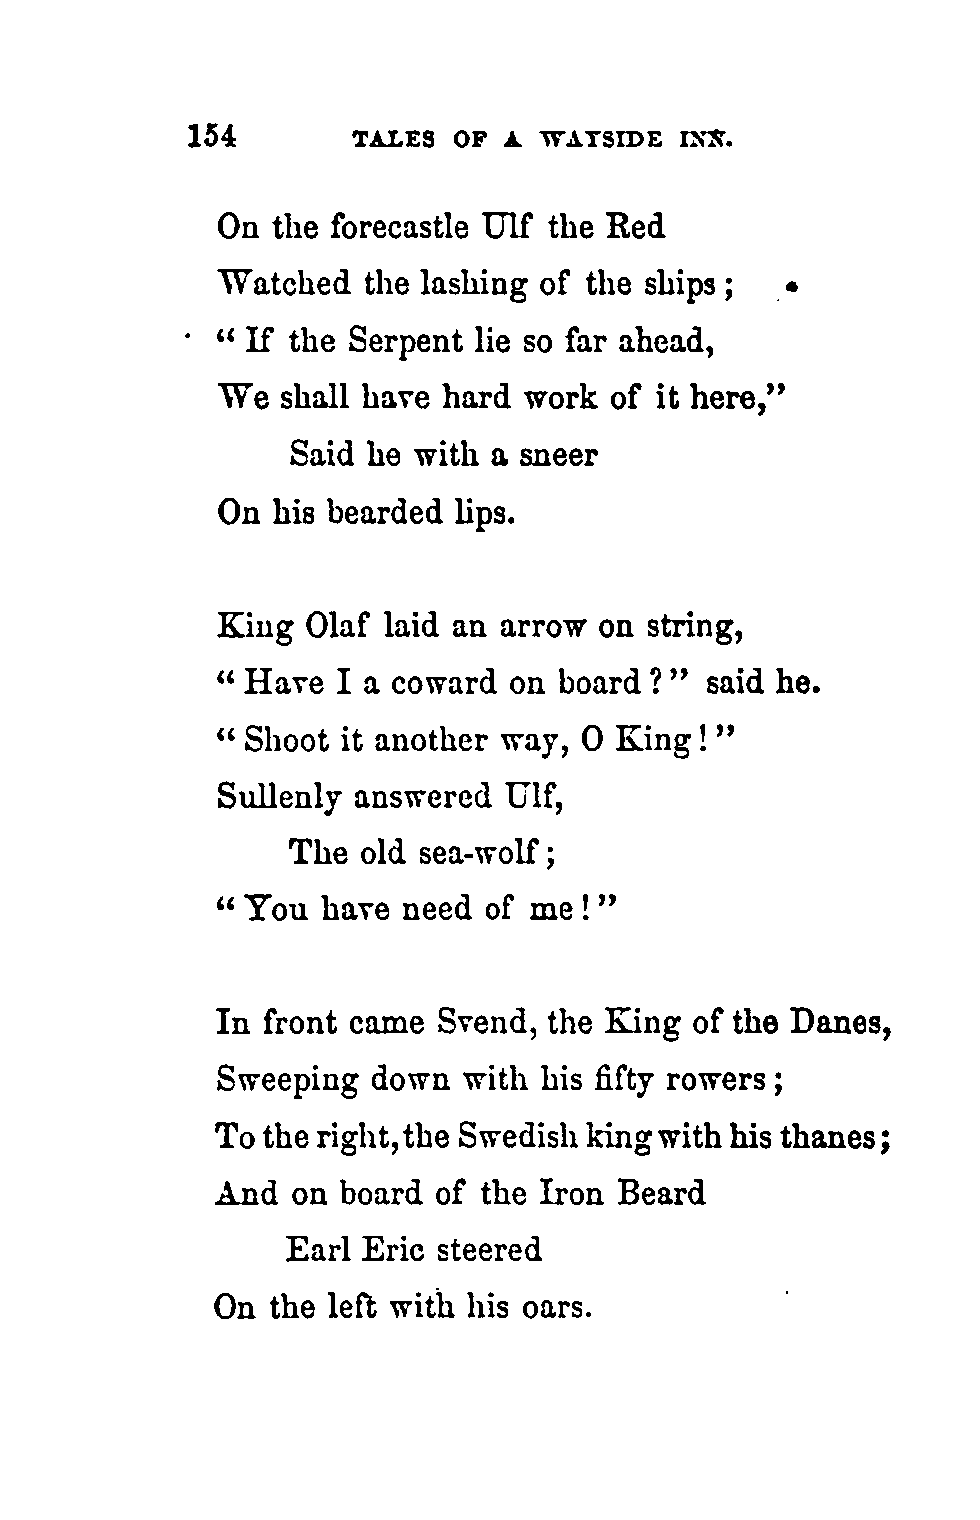 154 TALES OF A WAYSIDE INN.
On the forecastle Ulf the Red
Watched the lashing of the ships;
"If the Serpent lie so far ahead,
We shall have hard work of it here,"
Said he with a sneer
On his bearded lips.
King Olaf laid an arrow on string,
"Have I a coward on board?" said he.
"Shoot it another way, O King!"
Sullenly answered Ulf,
The old sea-wolf;
"You have need of me!"
In front came Svend, the King of the Danes,
Sweeping down with his fifty rowers;
To the right, the Swedish king with his thanes;
And on board of the Iron Beard
Earl Eric steered
On the left with his oars.